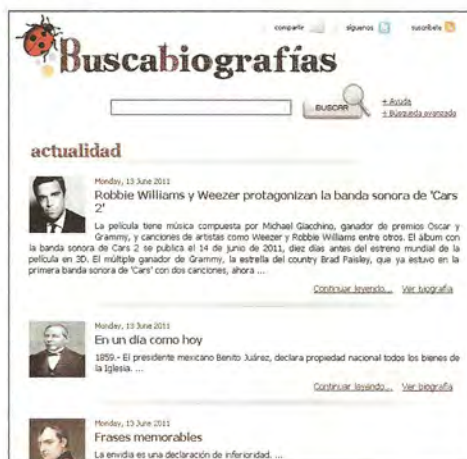 compartir síguenos suscríbete
Buscabiografías
BUSCAR
+ Ayuda
+ Búsqueda avanzada
actualidad
Monday, 13 June 2011
Robbie Williams y Weezer protagonizan la banda sonora de 'Cars
2'
La película tiene música compuesta por Michael Giacchino, ganador de premios Oscar y
Grammy, y canciones de artistas como Weezer y Robbie Williams entre otros. El álbum con
la banda sonora de Cars 2 se publica el 14 de junio de 2011, diez días antes del estreno mundial de la
película en 3D. El múltiple ganador de Grammy, la estrella del country Brad Paisley, que ya estuvo en la
primera banda sonora de 'Cars' con dos canciones, ahora ...
Continuar leyendo... Ver biografía
Monday, 13 June 2011
En un día como hoy
1859.- El presidente mexicano Benito Juárez, declara propiedad nacional todos los bienes de
la Iglesia. ...
Continuar leyendo... Ver biografía
Monday, 13 June 2011
Frases memorables
La envidia es una declaración de inferioridad. ...